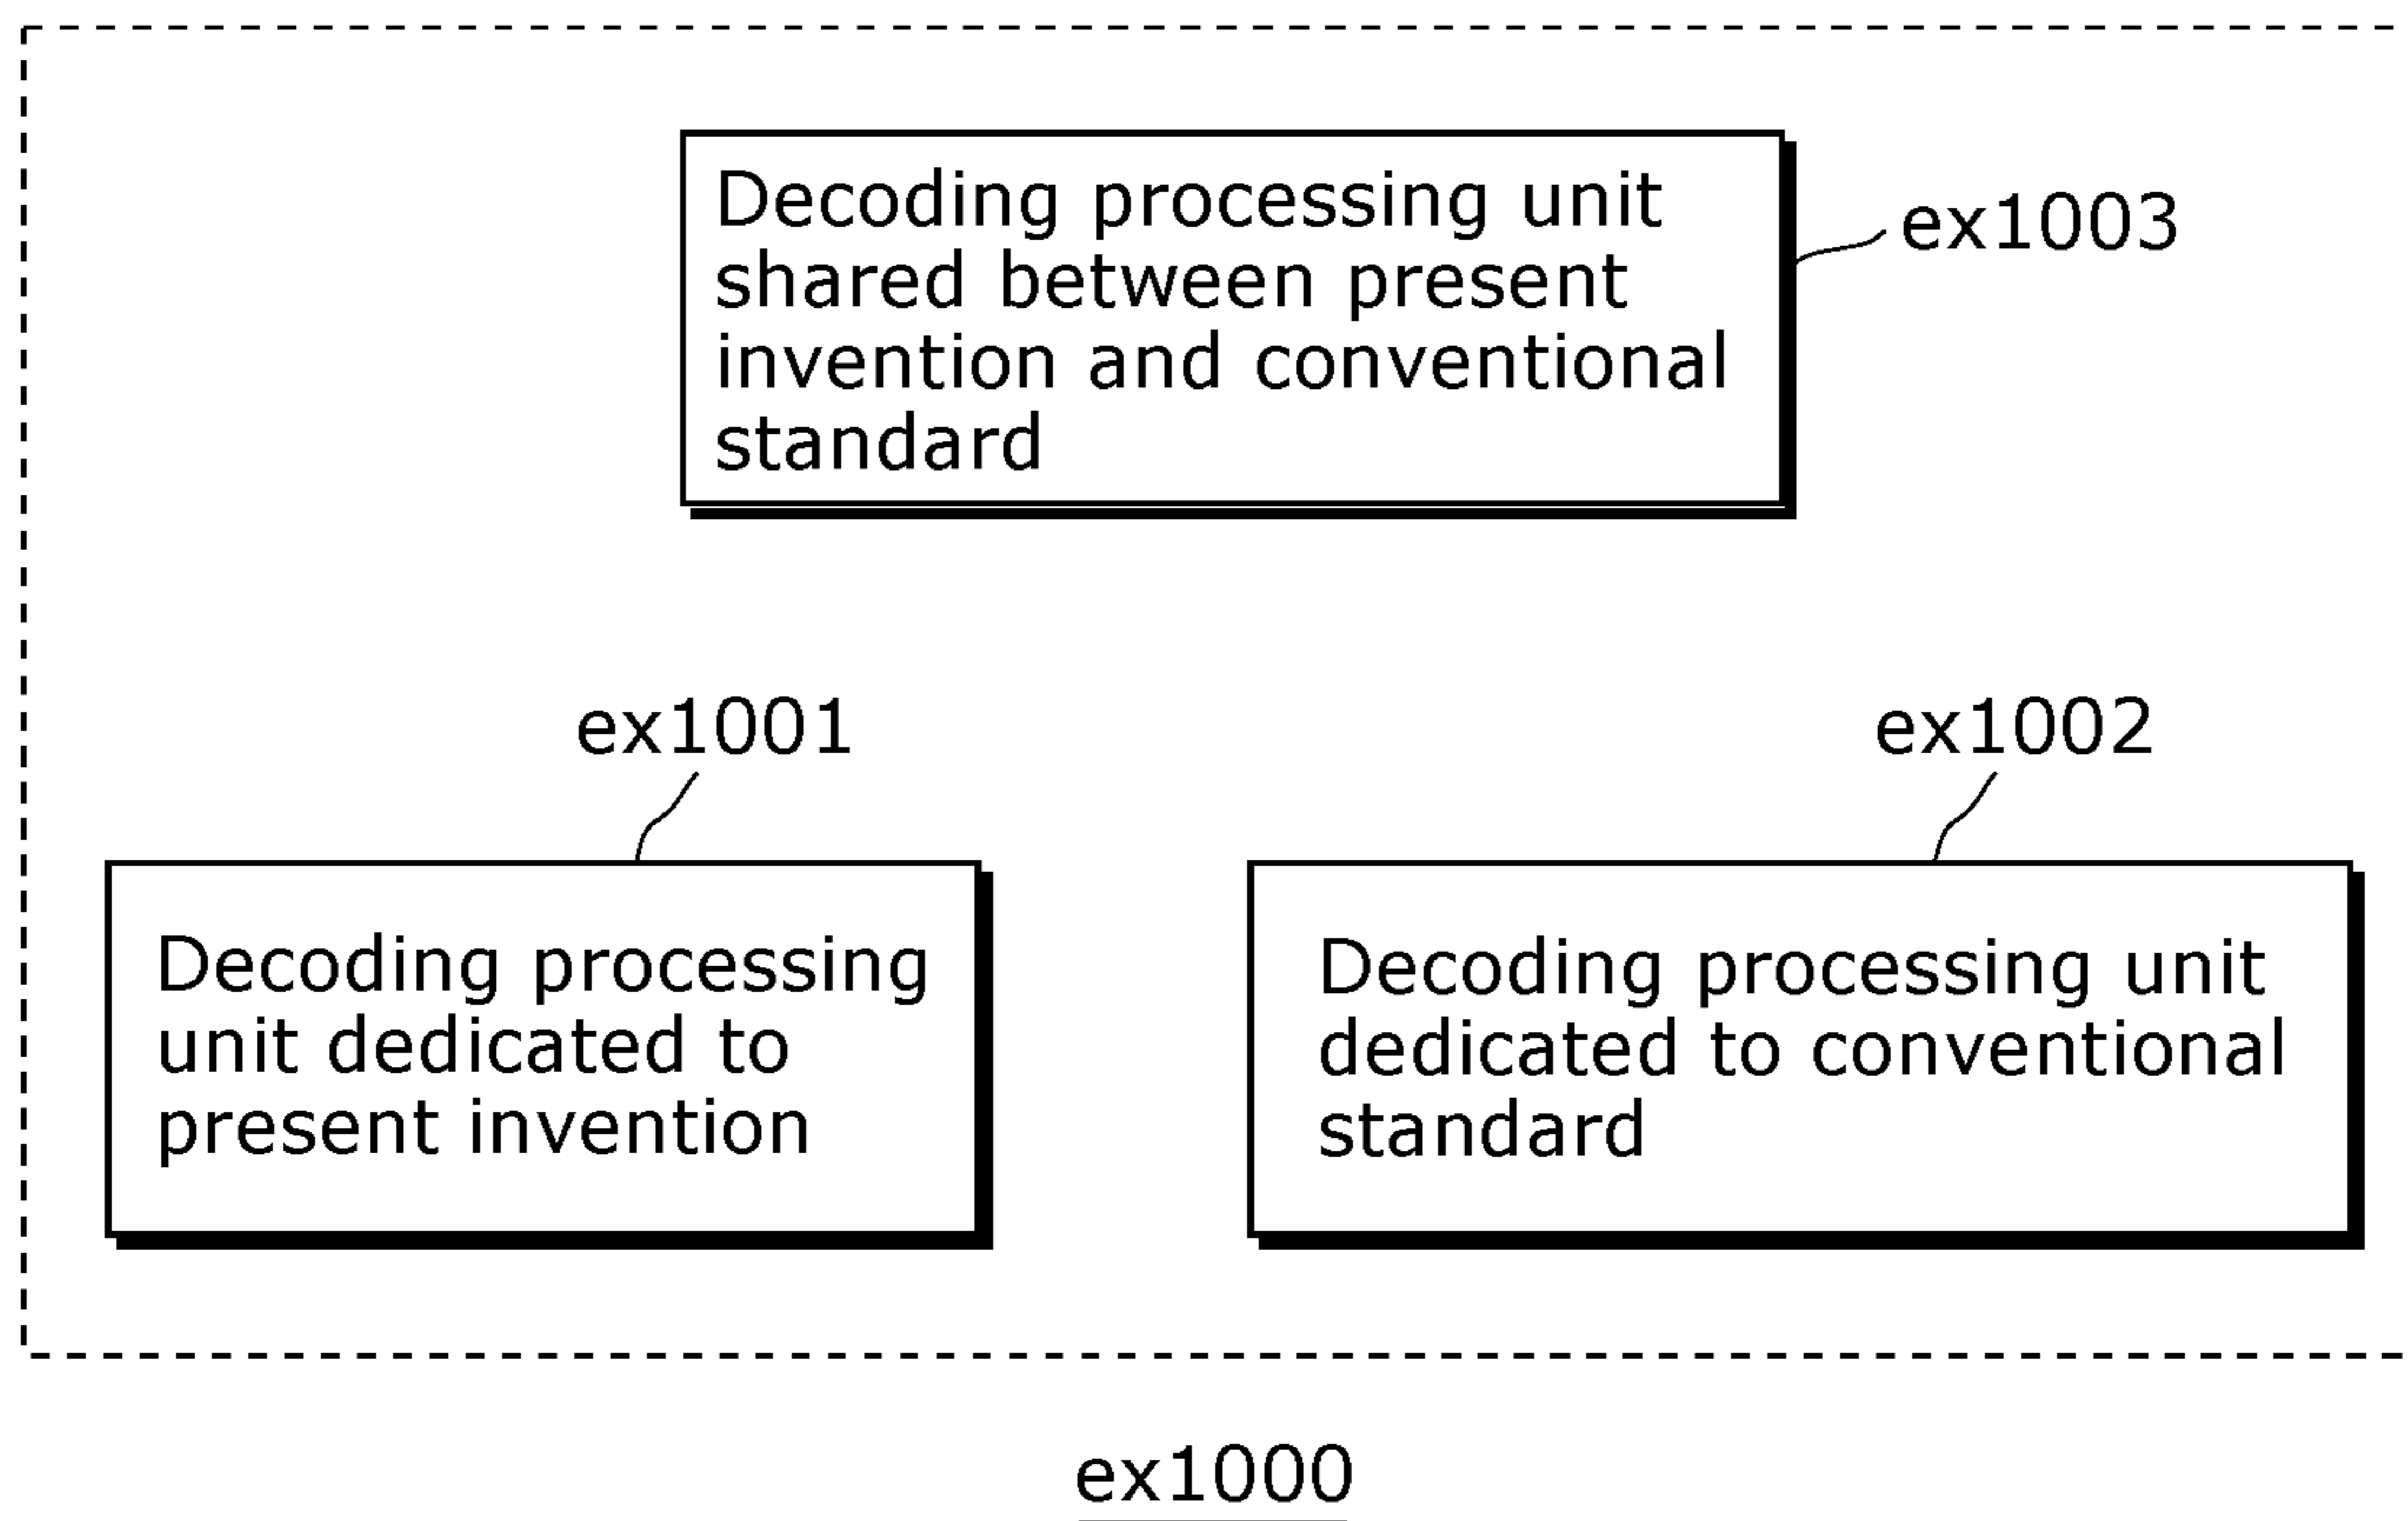 Decoding processing unit
shared between present
invention and conventional
standard
ex1003
ex1001
ex1002
Decoding processing
unit dedicated to
present invention
Decoding processing unit
dedicated to conventional
standard
ex1000